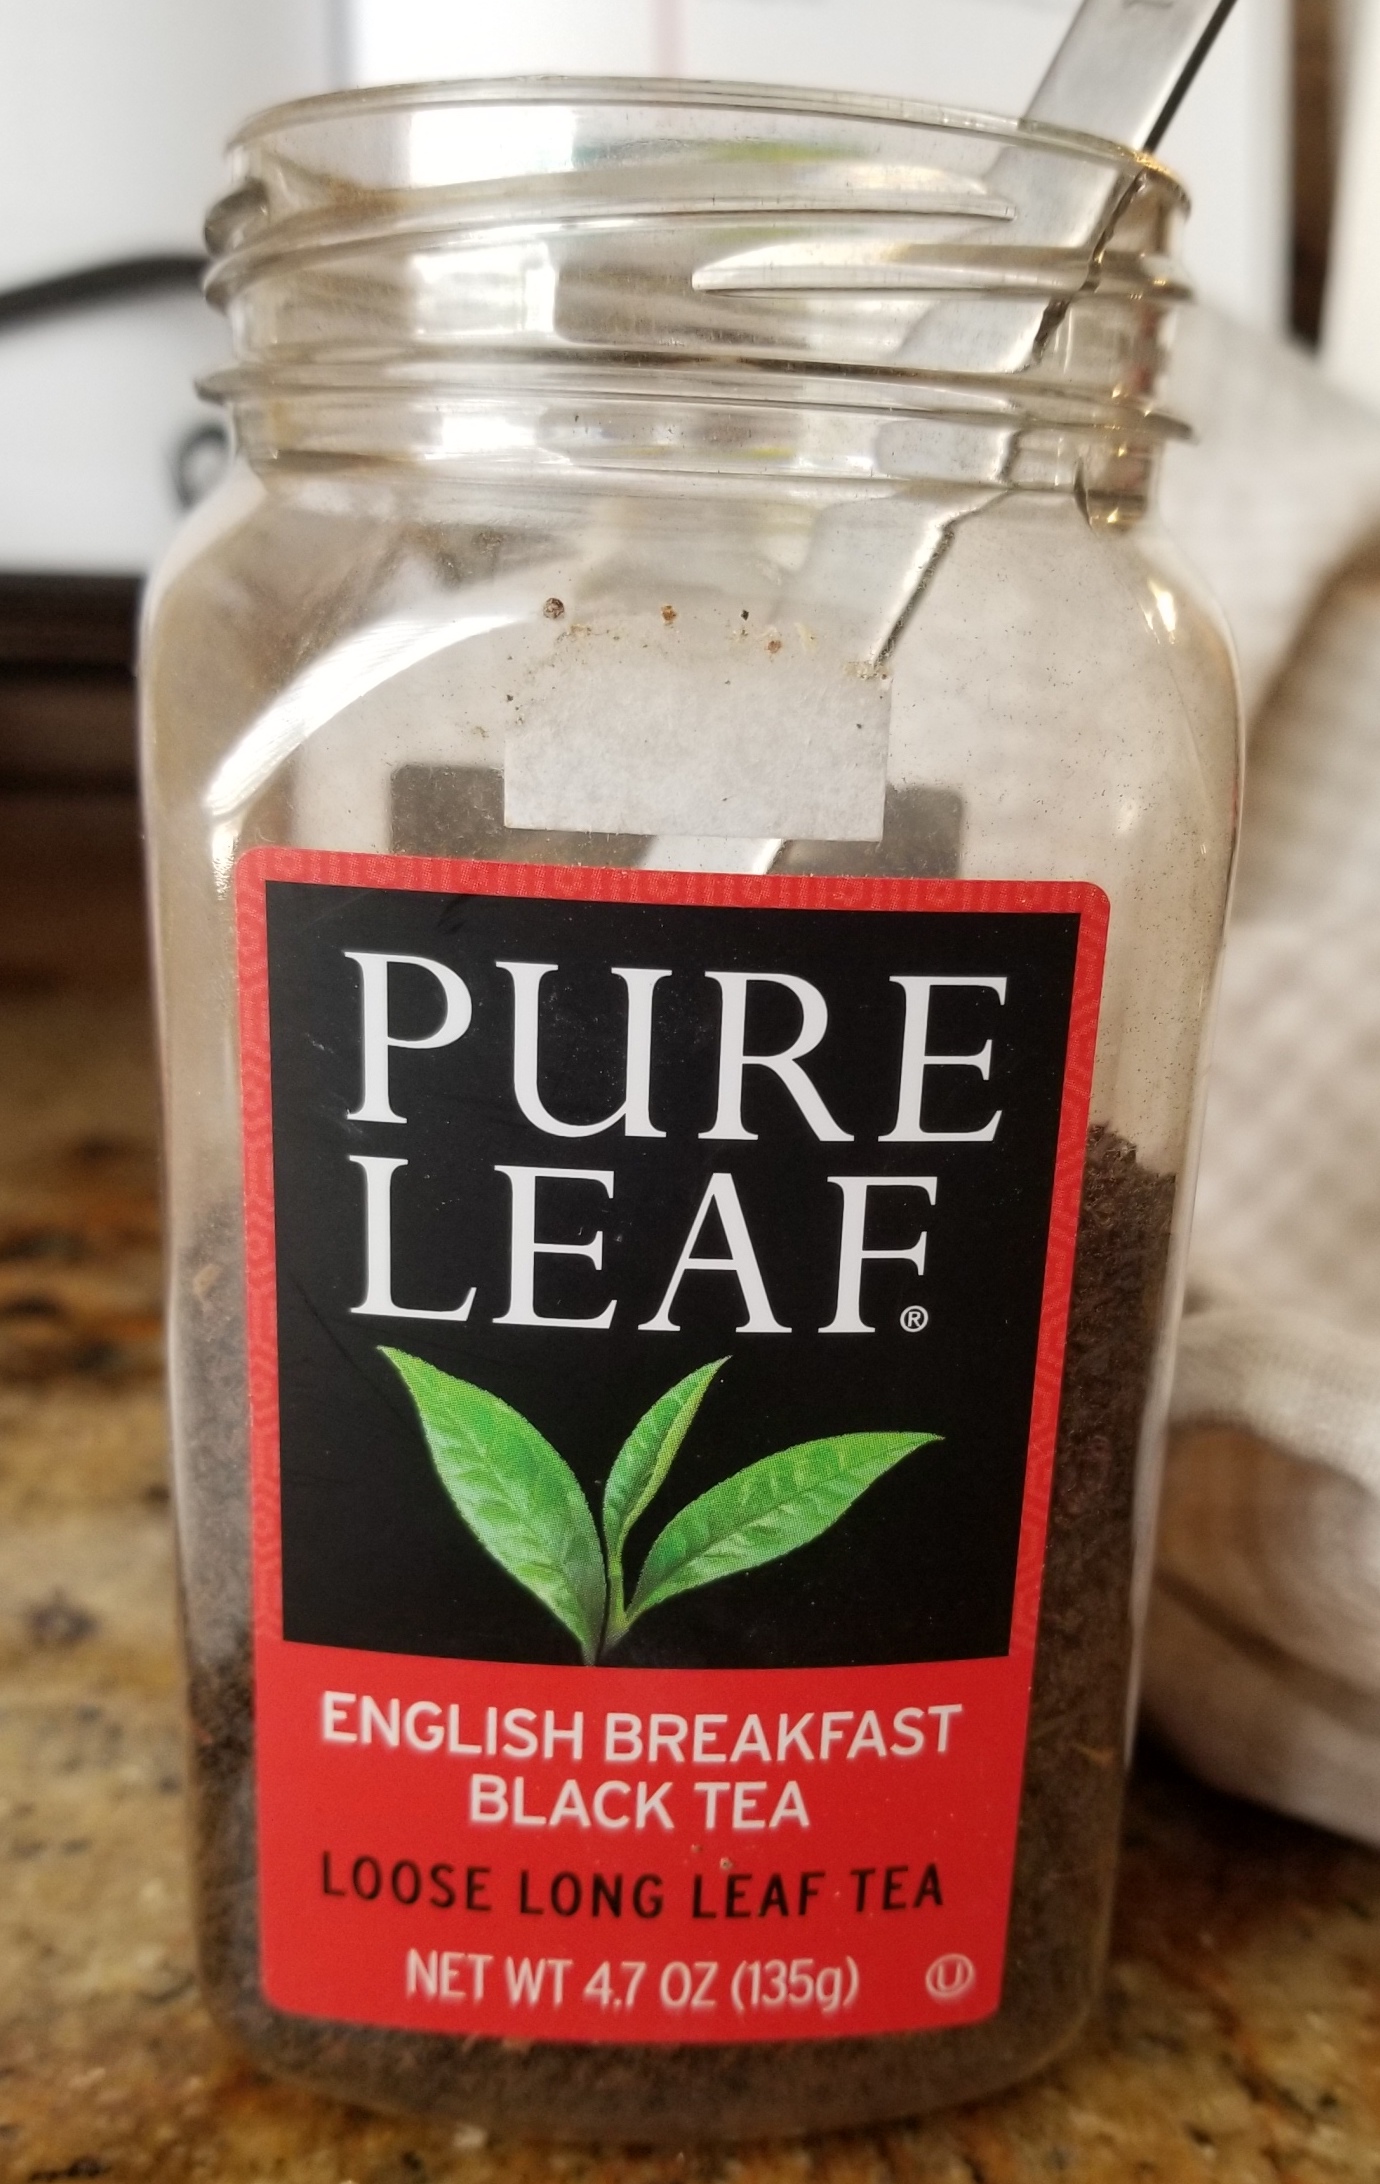 PURE
LEAF®
ENGLISH BREAKFAST
BLACK TEA
LOOSE LONG LEAF TEA
NET WT 4.7 OZ (135g) U